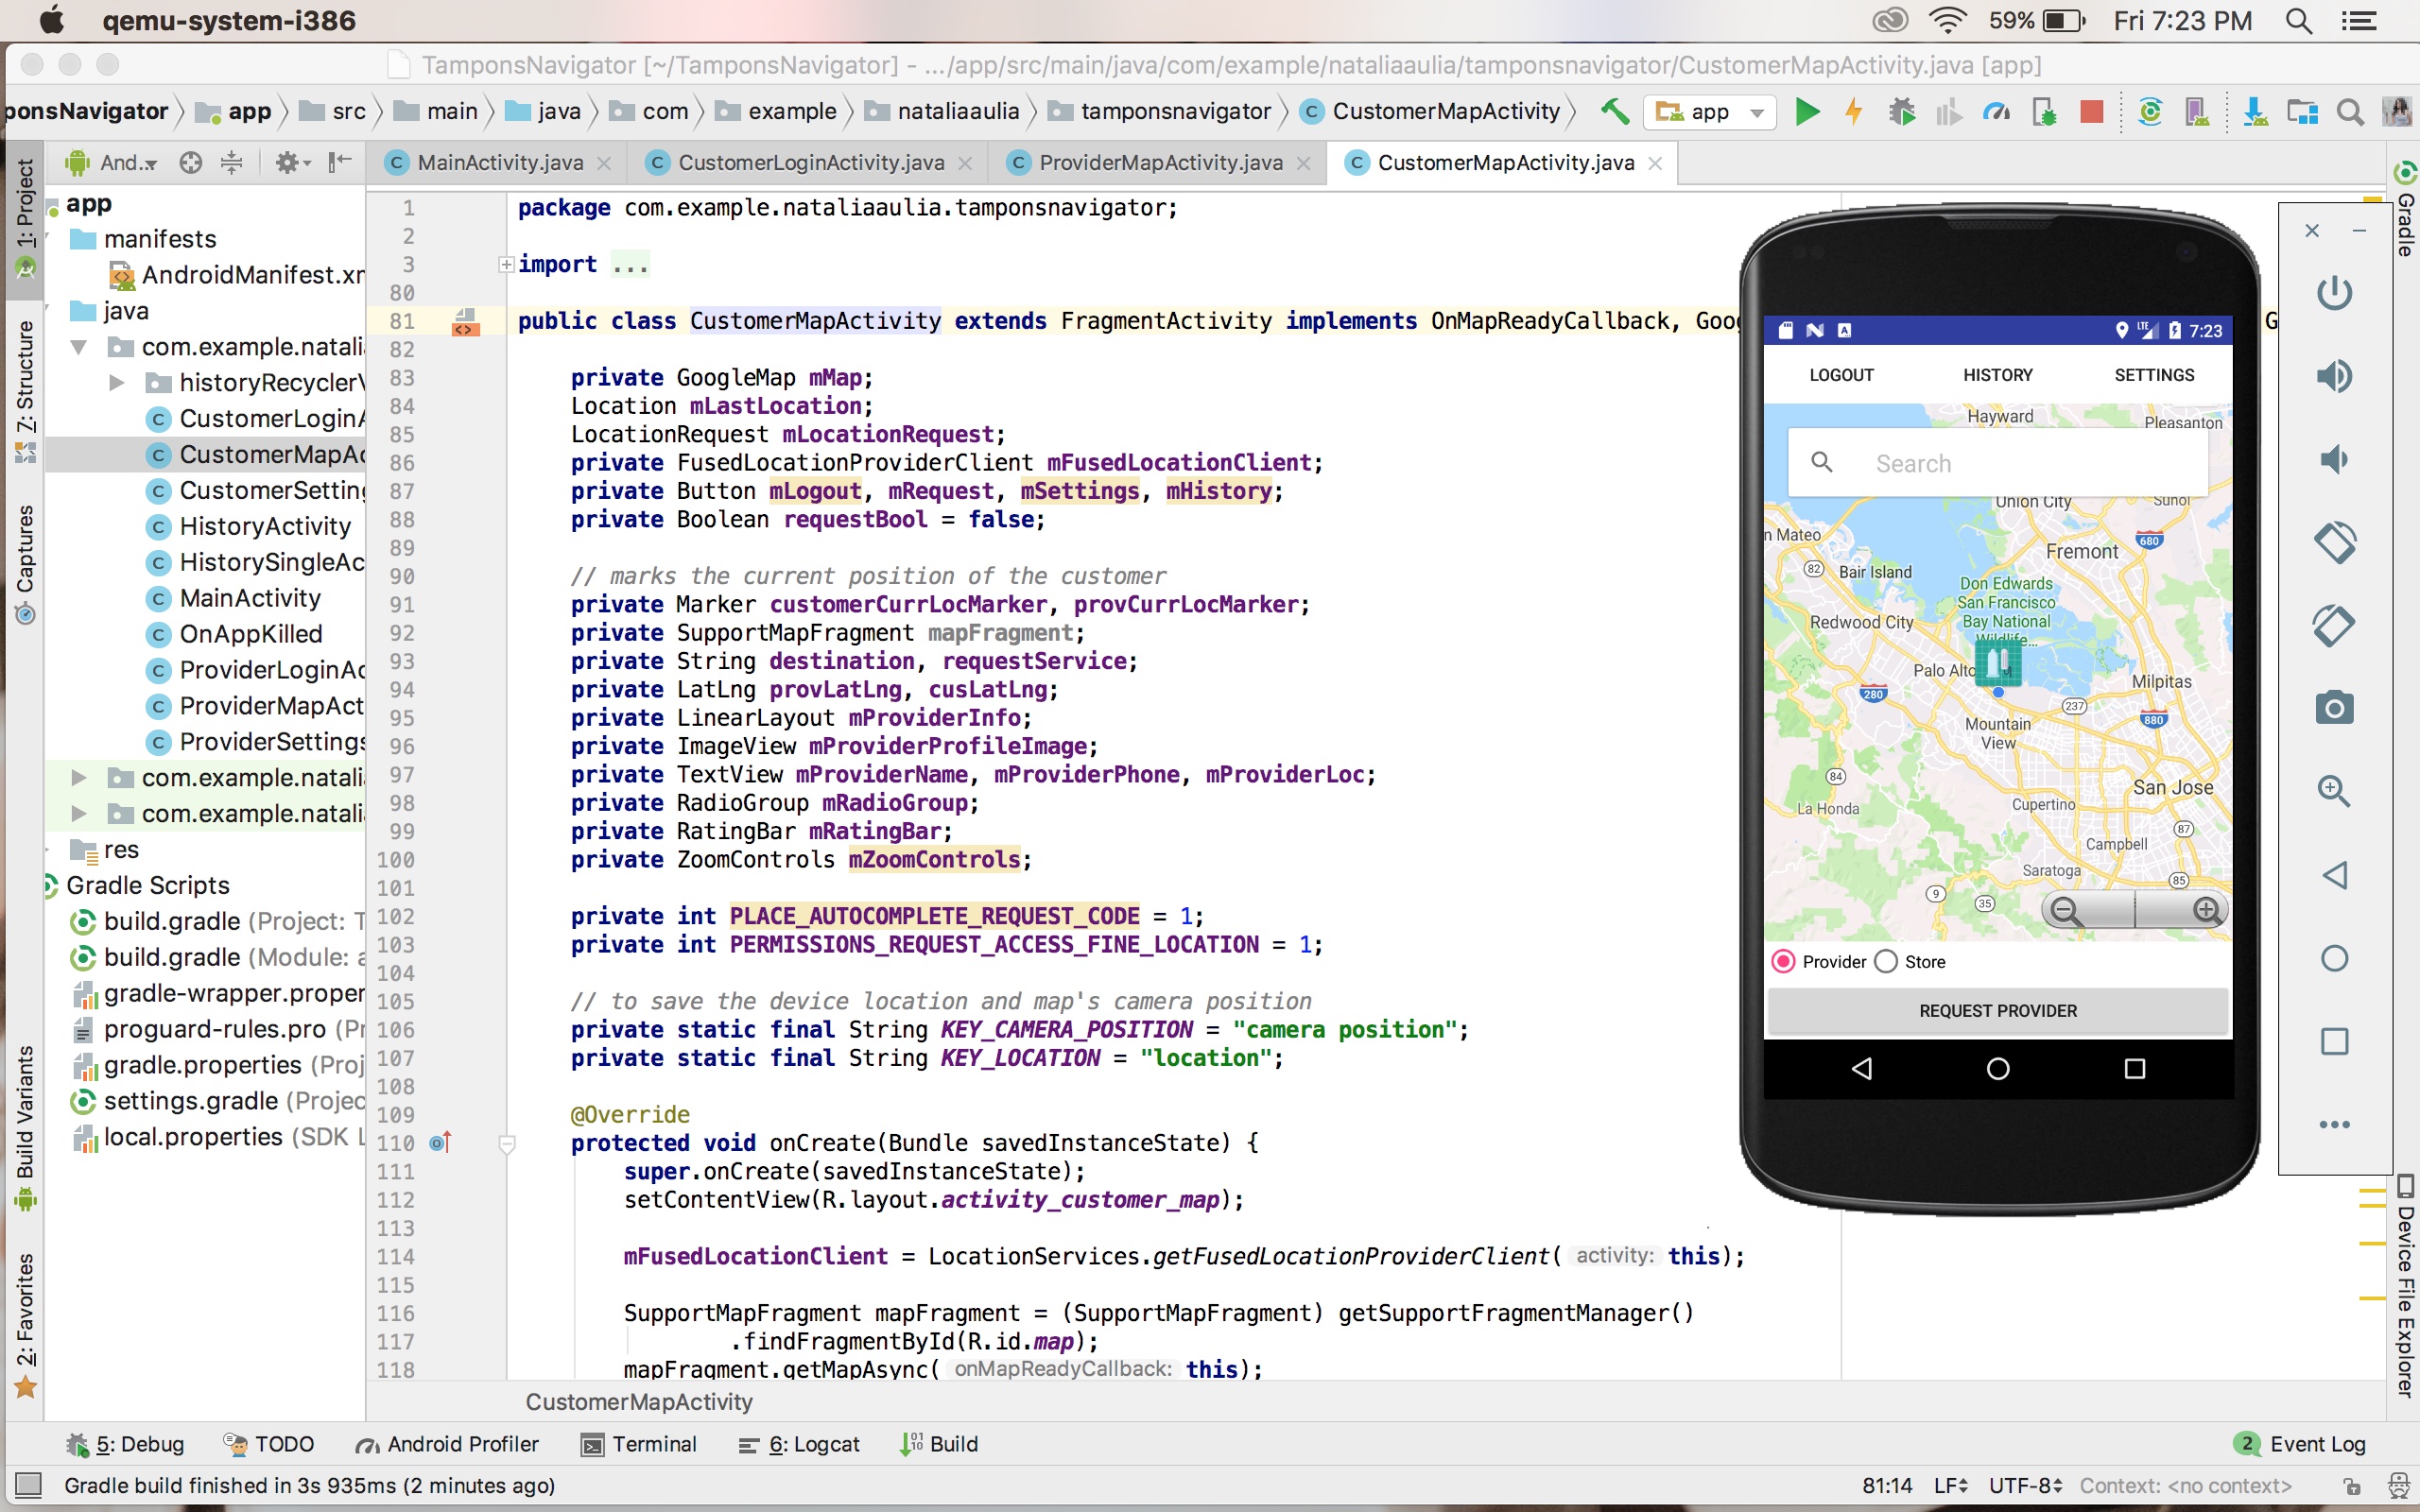 qemu-system-i386
59%
Fri 7:23 PM
TamponsNavigator [~/TamponsNavigator] - .../app/src/main/java/com/example/nataliaaulia/tamponsnavigator/CustomerMapActivity.java [app]
ponsNavigator app src main java com example nataliaaulia tamponsnavigator CustomerMapActivity app
And..
MainActivity.java
CustomerLoginActivity.java
ProviderMapActivity.java
CustomerMapActivity.java
1: Project
7: Structure
Captures
Build Variants
2: Favorites
app
manifests
AndroidManifest.xm
java
com.example.natali
historyRecyclerV
CustomerLoginA
CustomerMapAc
CustomerSetting
HistoryActivity
HistorySingleAc
MainActivity
OnAppKilled
ProviderLoginAc
ProviderMapAct
ProviderSettings
com.example.natali
com.example.natali
res
Gradle Scripts
build.gradle (Project: T
build.gradle (Module: a
gradle-wrapper.proper
proguard-rules.pro (Pr
gradle.properties (Proj
settings.gradle (Projec
local.properties (SDK L
1 package com.example.nataliaaulia.tamponsnavigator;
2
3 import ...
80
81 public class CustomerMapActivity extends FragmentActivity implements OnMapReadyCallback, Goo G
82
83 private GoogleMap mMap;
84 Location mLastLocation;
85 LocationRequest mLocationRequest;
86 private FusedLocationProviderClient mFusedLocationClient;
87 private Button mLogout, mRequest, mSettings, mHistory;
88 private Boolean requestBool = false;
89
90 // marks the current position of the customer
91 private Marker customerCurrLocMarker, provCurrLocMarker;
92 private SupportMapFragment mapFragment;
93 private String destination, requestService;
94 private LatLng provLatLng, cusLatLng;
95 private LinearLayout mProviderInfo;
96 private ImageView mProviderProfileImage;
97 private TextView mProviderName, mProviderPhone, mProviderLoc;
98 private RadioGroup mRadioGroup;
99 private RatingBar mRatingBar;
100 private ZoomControls mZoomControls;
101
102 private int PLACE_AUTOCOMPLETE_REQUEST_CODE = 1;
103 private int PERMISSIONS_REQUEST_ACCESS_FINE_LOCATION = 1;
104
105 // to save the device location and map's camera position
106 private static final String KEY_CAMERA_POSITION = "camera position";
107 private static final String KEY_LOCATION = "location";
108
109 @Override
110 protected void onCreate(Bundle savedInstanceState) {
111 super.onCreate(savedInstanceState);
112 setContentView(R.layout.activity_customer_map);
113
114 mFusedLocationClient = LocationServices.getFusedLocationProviderClient( activity: this);
115
116 SupportMapFragment mapFragment = (SupportMapFragment) getSupportFragmentManager()
117 .findFragmentById(R.id.map);
118 mapFragment.getMapAsync( onMapReadyCallback: this);
CustomerMapActivity
LTE 7:23
LOGOUT HISTORY SETTINGS
Hayward
Pleasanton
Search
Union City
Sunol
n Mateo
680
Fremont
82
Bair Island
Don Edwards
San Francisco
Bay National
Wildlife...
Redwood City
Palo Alto
Milpitas
280
237
880
Mountain
View
84
San Jose
La Honda
Cupertino
87
Campbell
Saratoga
85
9
35
Provider Store
REQUEST PROVIDER
Gradle
Device File Explorer
5: Debug TODO Android Profiler Terminal 6: Logcat Build
2 Event Log
Gradle build finished in 3s 935ms (2 minutes ago)
81:14 LF UTF-8 Context: <no context>